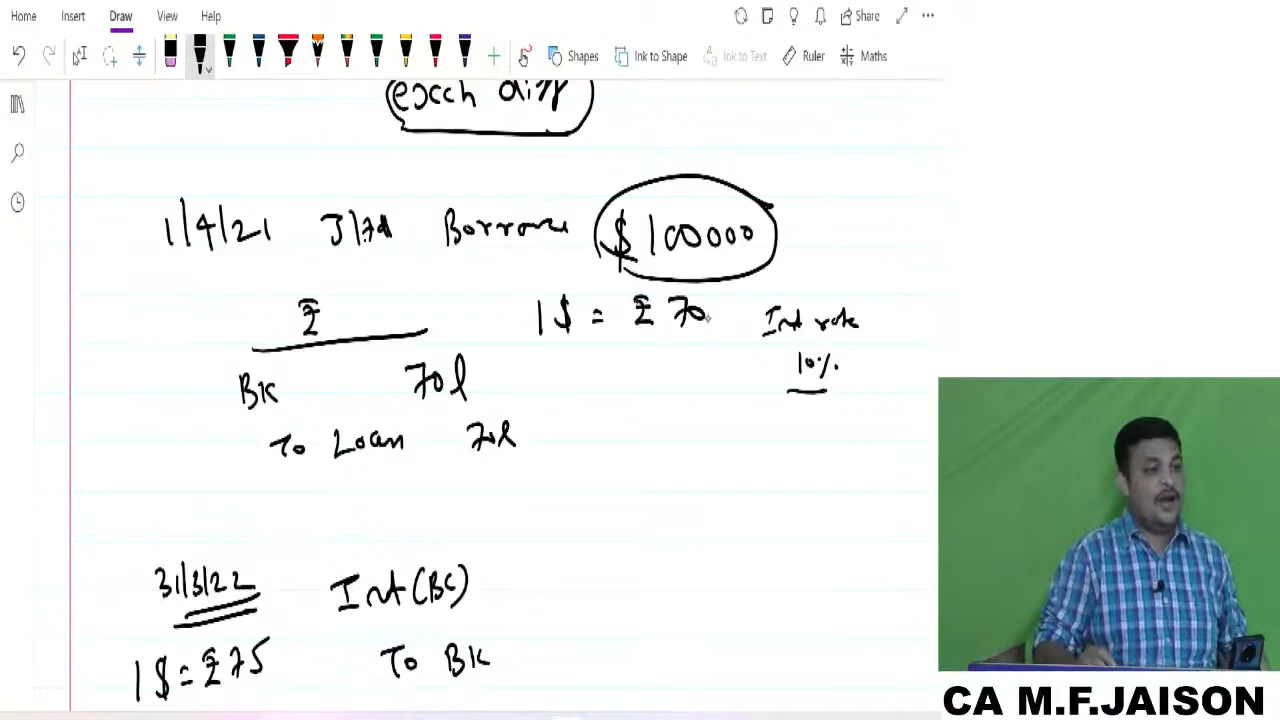 Home Insert Draw View Help Share
Shapes Ink to Shape Ink to Text Ruler Maths
exch diff
1/4/21 J ltd Borrows $ 100000
₹ 1 $ = ₹ 70 Int rate
BK 70 l 10%
To Loan 70l
31/3/22 Int (BC)
1 $ = ₹ 75 To BK
CA M.F.JAISON